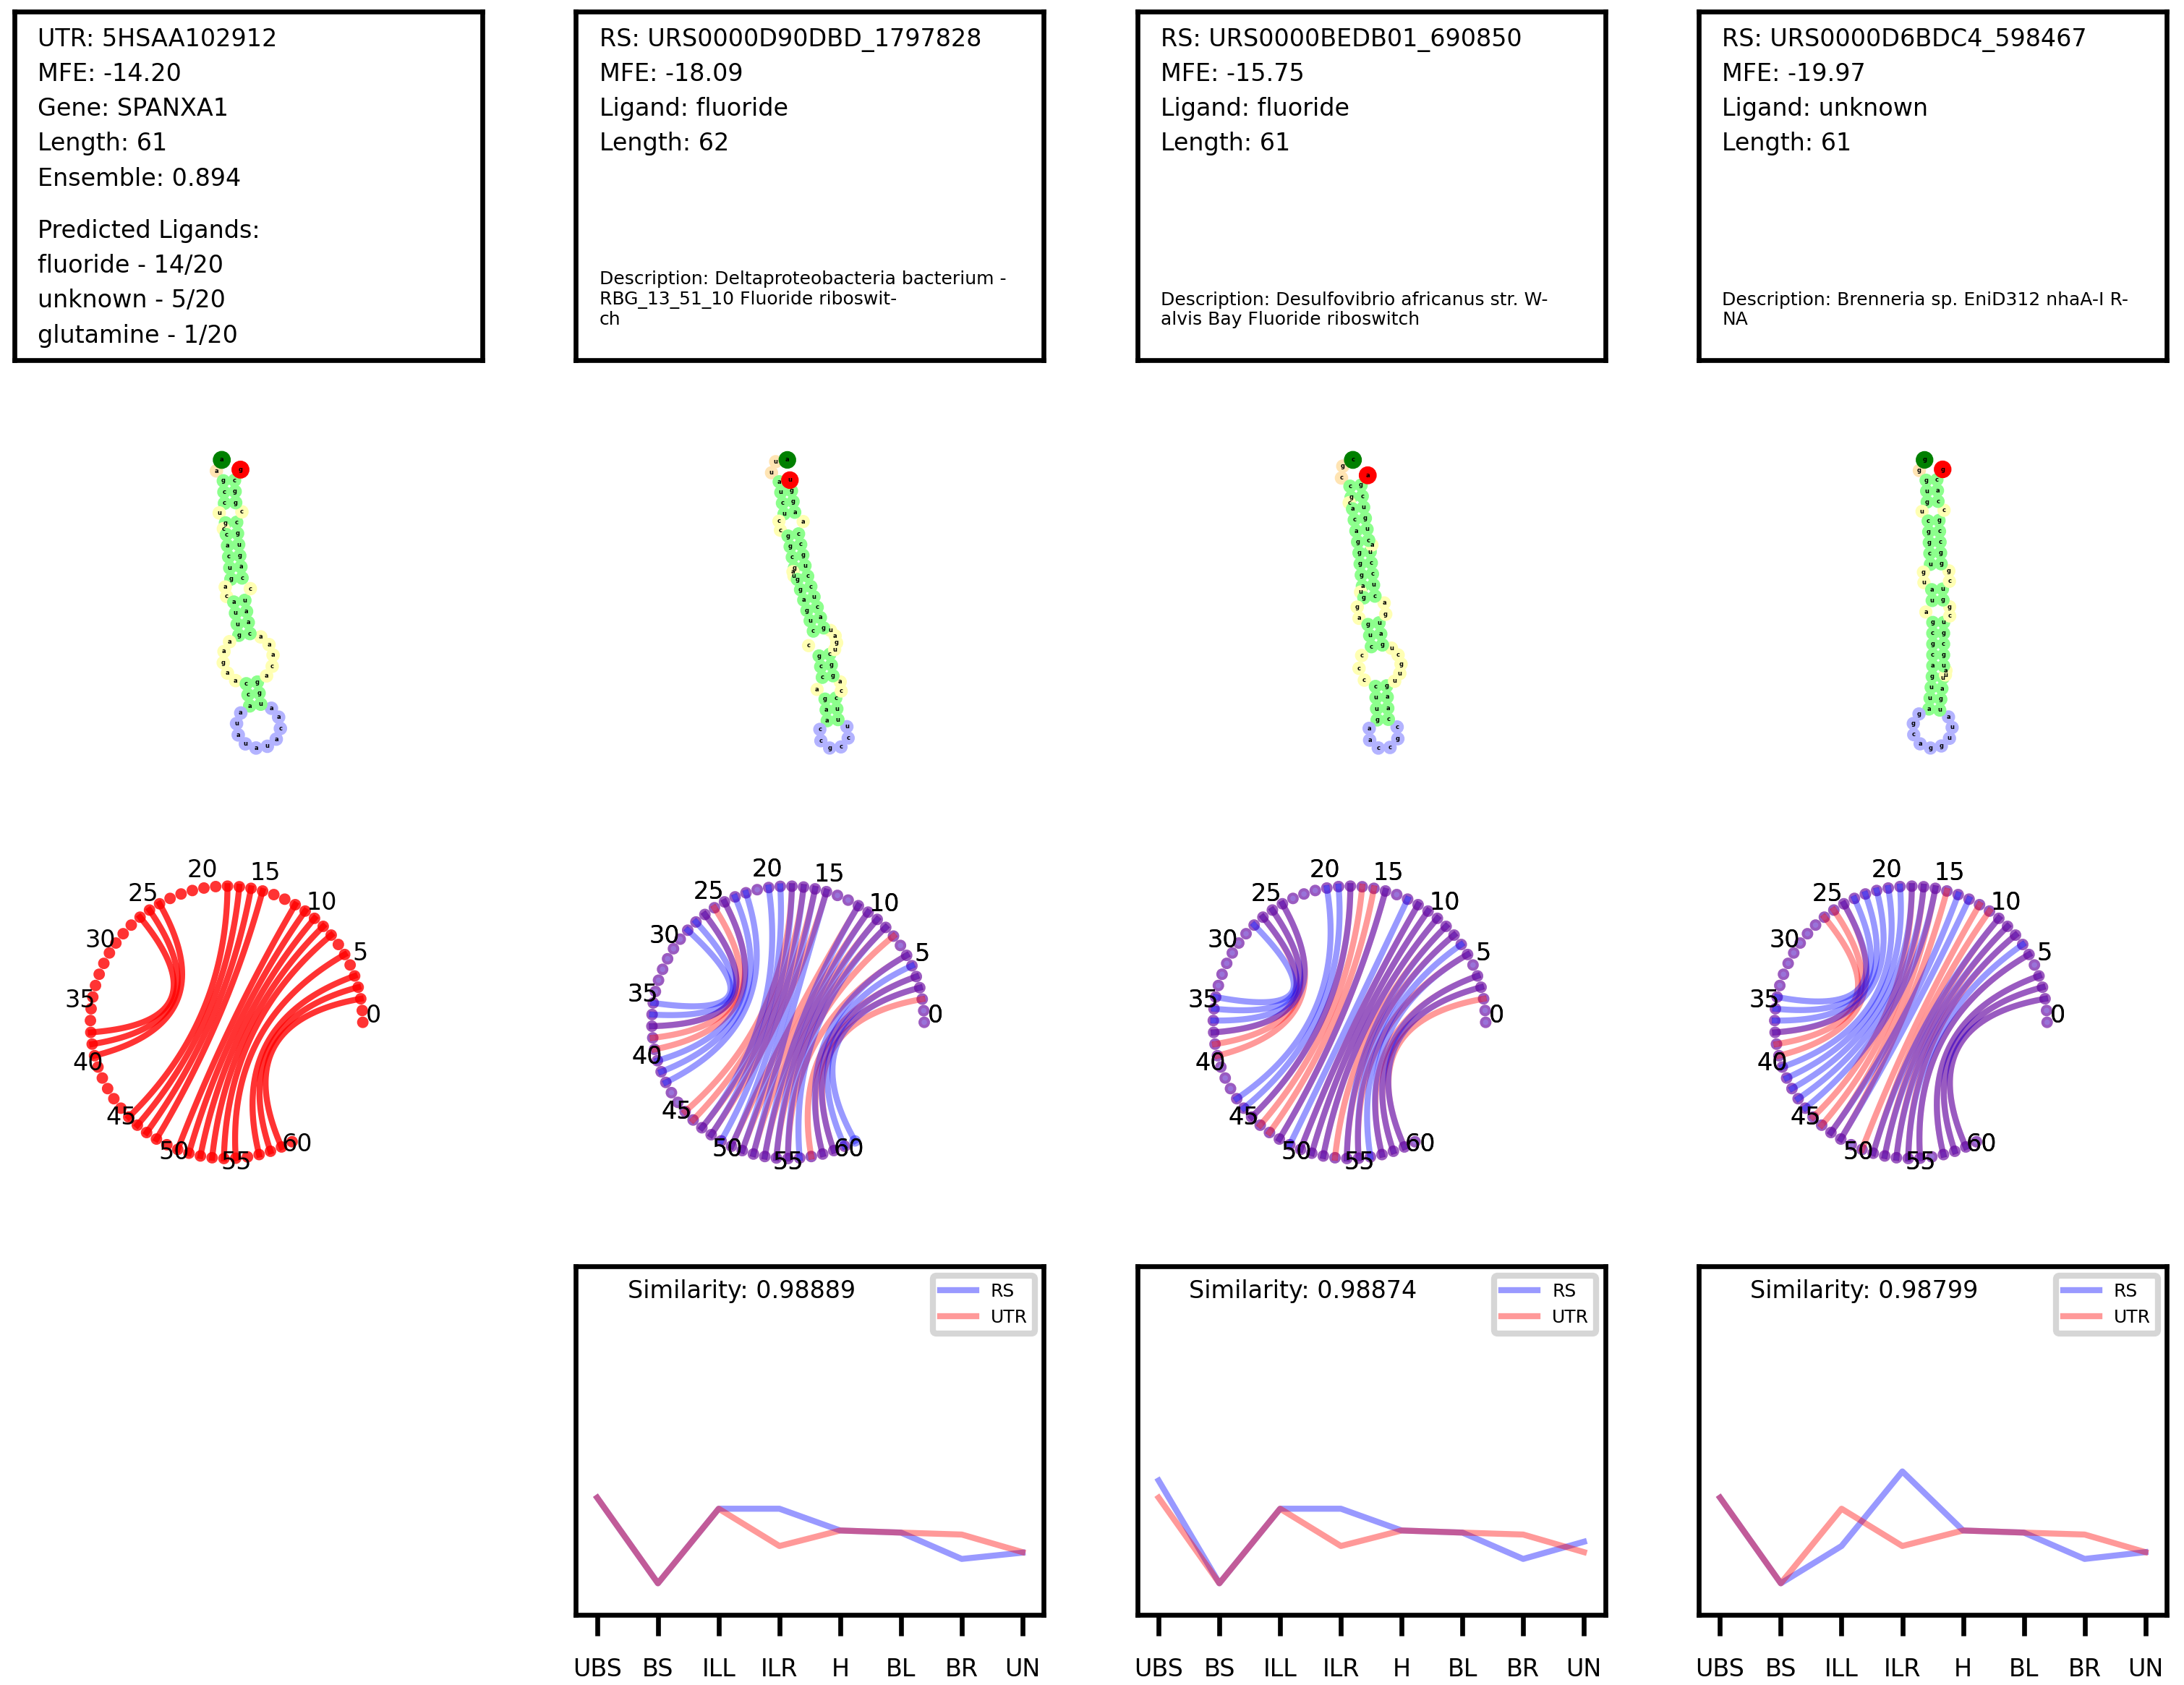 UTR: 5HSAA102912
MFE: -14.20
Gene: SPANXA1
Length: 61
Ensemble: 0.894
Predicted Ligands:
fluoride - 14/20
unknown - 5/20
glutamine - 1/20
RS: URS0000D90DBD_1797828
MFE: -18.09
Ligand: fluoride
Length: 62
Description: Deltaproteobacteria bacterium -
RBG_13_51_10 Fluoride riboswit-
ch
RS: URS0000BEDB01_690850
MFE: -15.75
Ligand: fluoride
Length: 61
Description: Desulfovibrio africanus str. W-
alvis Bay Fluoride riboswitch
RS: URS0000D6BDC4_598467
MFE: -19.97
Ligand: unknown
Length: 61
Description: Brenneria sp. EniD312 nhaA-I R-
NA
0 5 10 15 20 25 30 35 40 45 50 55 60
0 5 10 15 20 25 30 35 40 45 50 55 60
0 5 10 15 20 25 30 35 40 45 50 55 60
0 5 10 15 20 25 30 35 40 45 50 55 60
Similarity: 0.98889
RS
UTR
UBS BS ILL ILR H BL BR UN
Similarity: 0.98874
RS
UTR
UBS BS ILL ILR H BL BR UN
Similarity: 0.98799
RS
UTR
UBS BS ILL ILR H BL BR UN